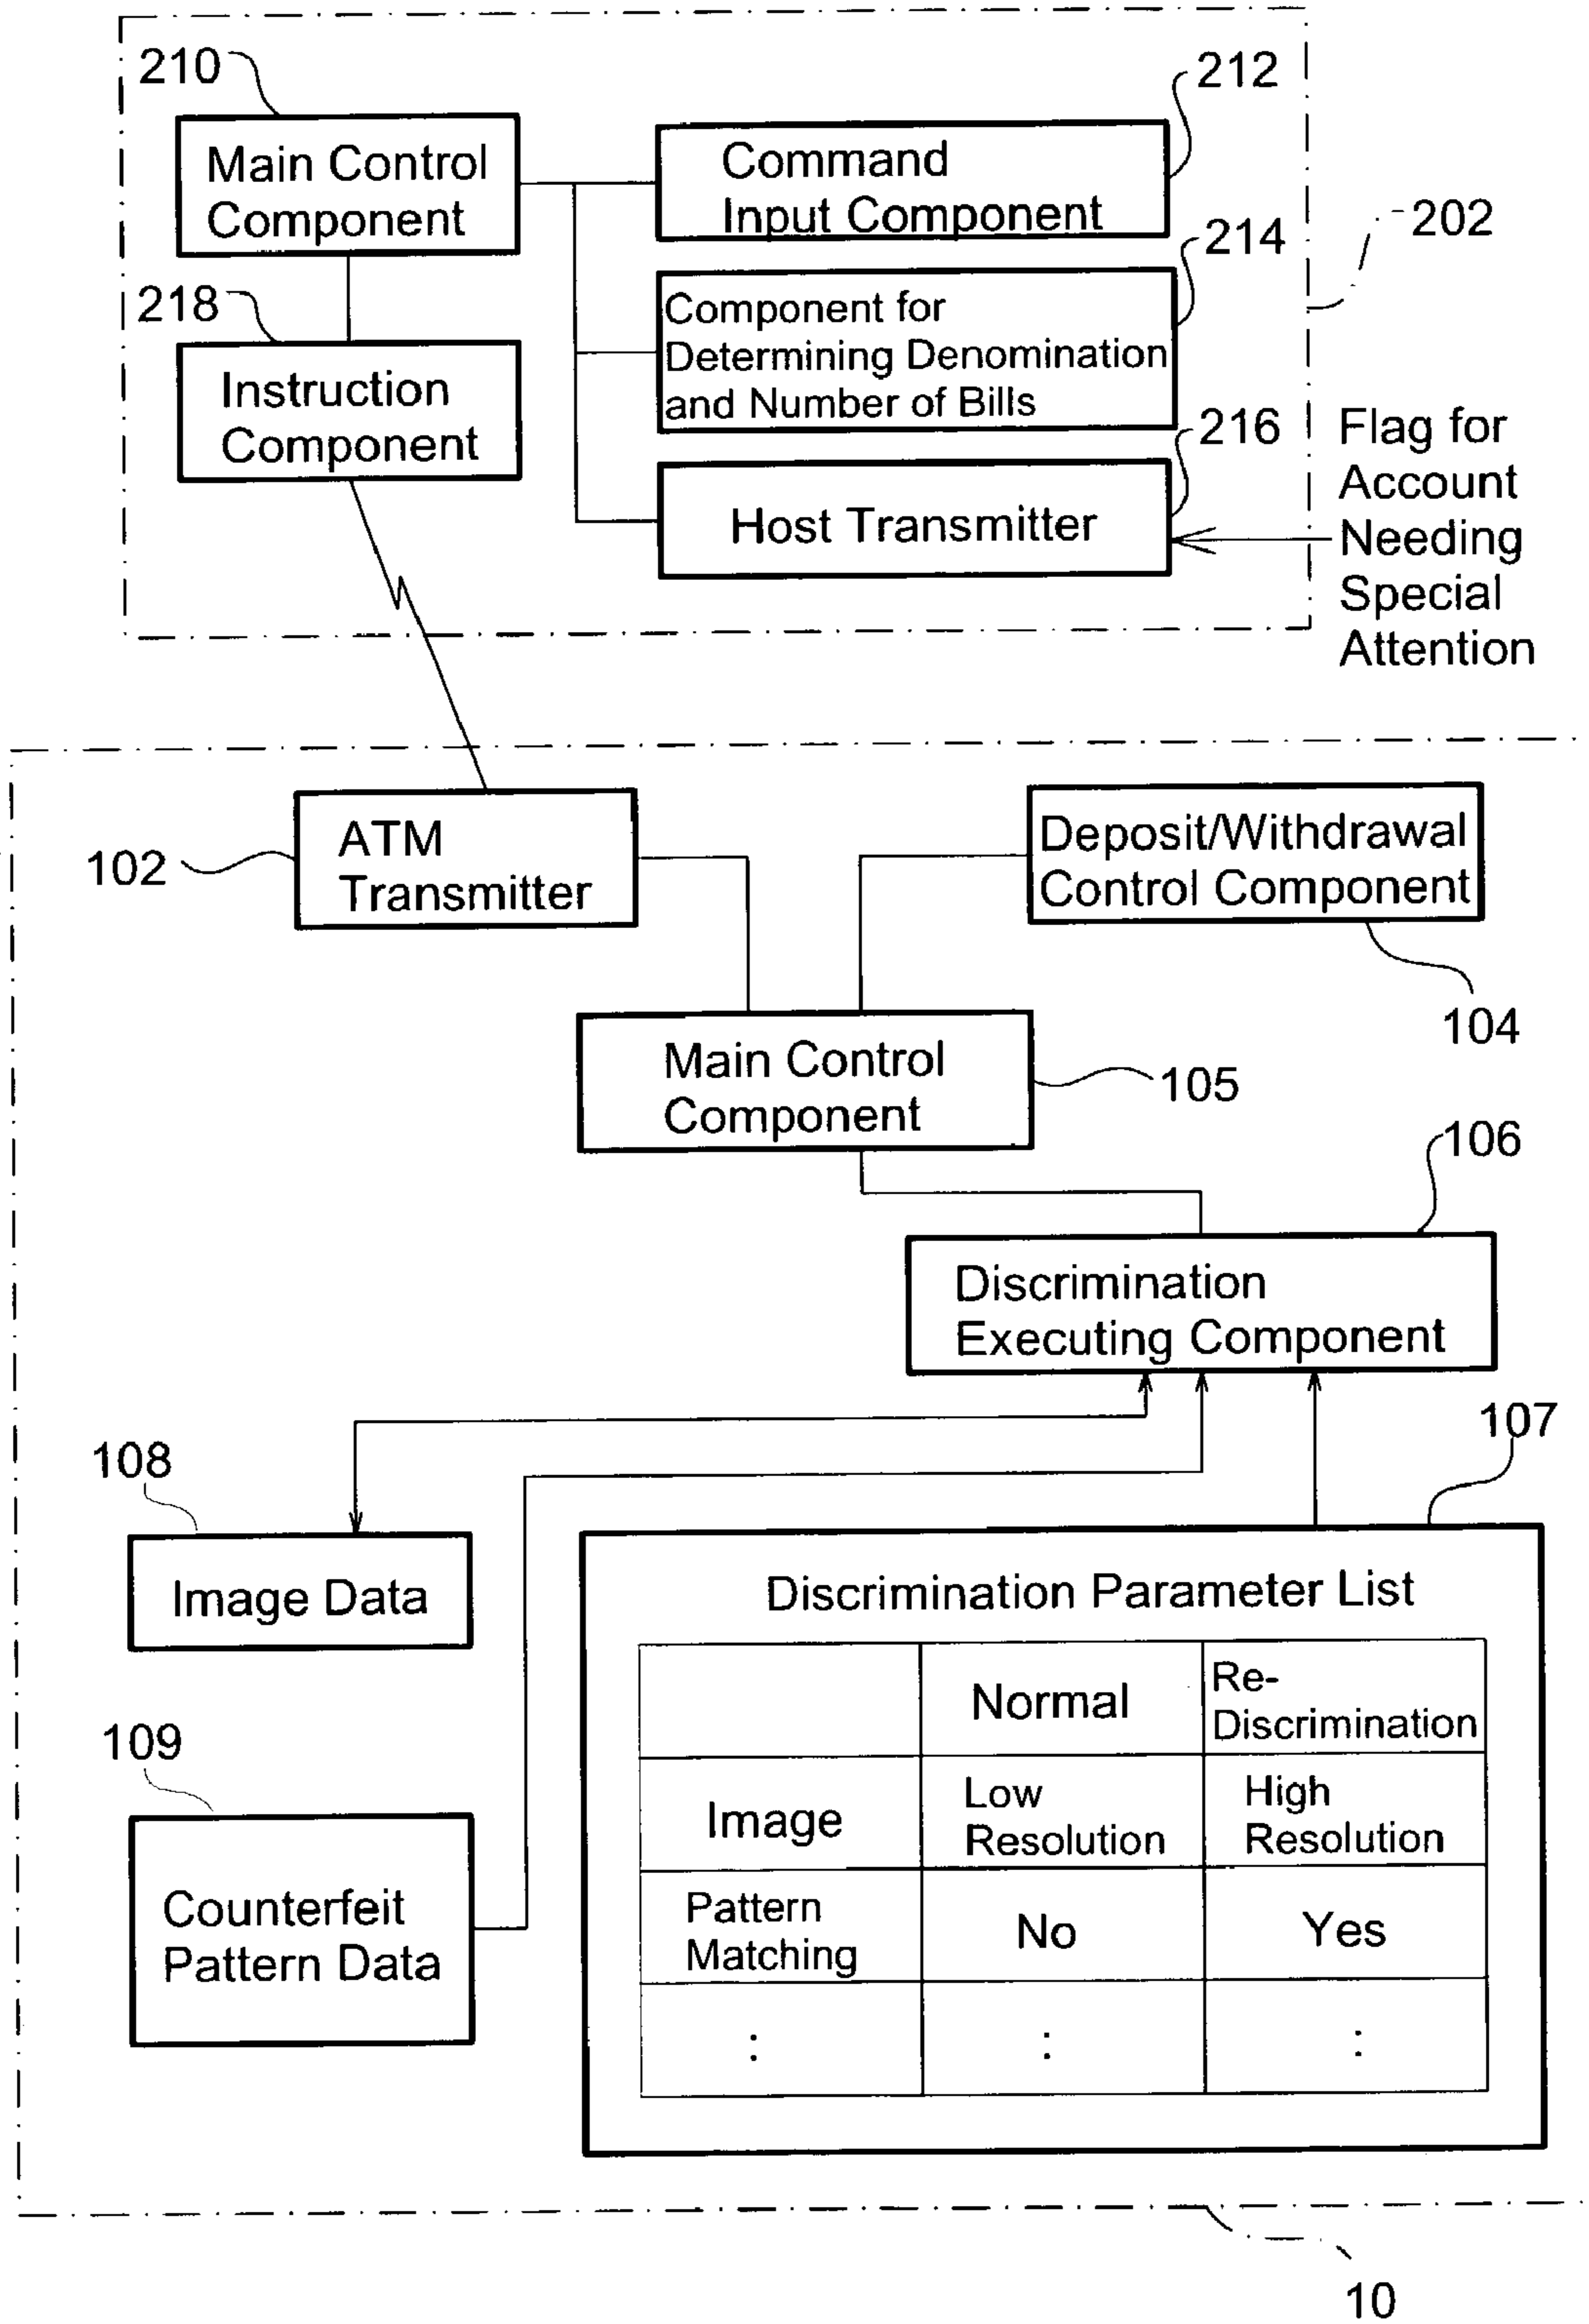 210
212
Main Control
Component
Command
Input Component
202
214
218
Component for
Determining Denomination
and Number of Bills
Instruction
Component
216
Flag for
Account
Needing
Special
Attention
Host Transmitter
102
ATM
Transmitter
Deposit/Withdrawal
Control Component
104
Main Control
Component
105
106
Discrimination
Executing Component
107
108
Image Data
Discrimination Parameter List
Normal
Re-
Discrimination
109
Image
Low
Resolution
High
Resolution
Counterfeit
Pattern Data
Pattern
Matching
No
Yes
:
:
:
10